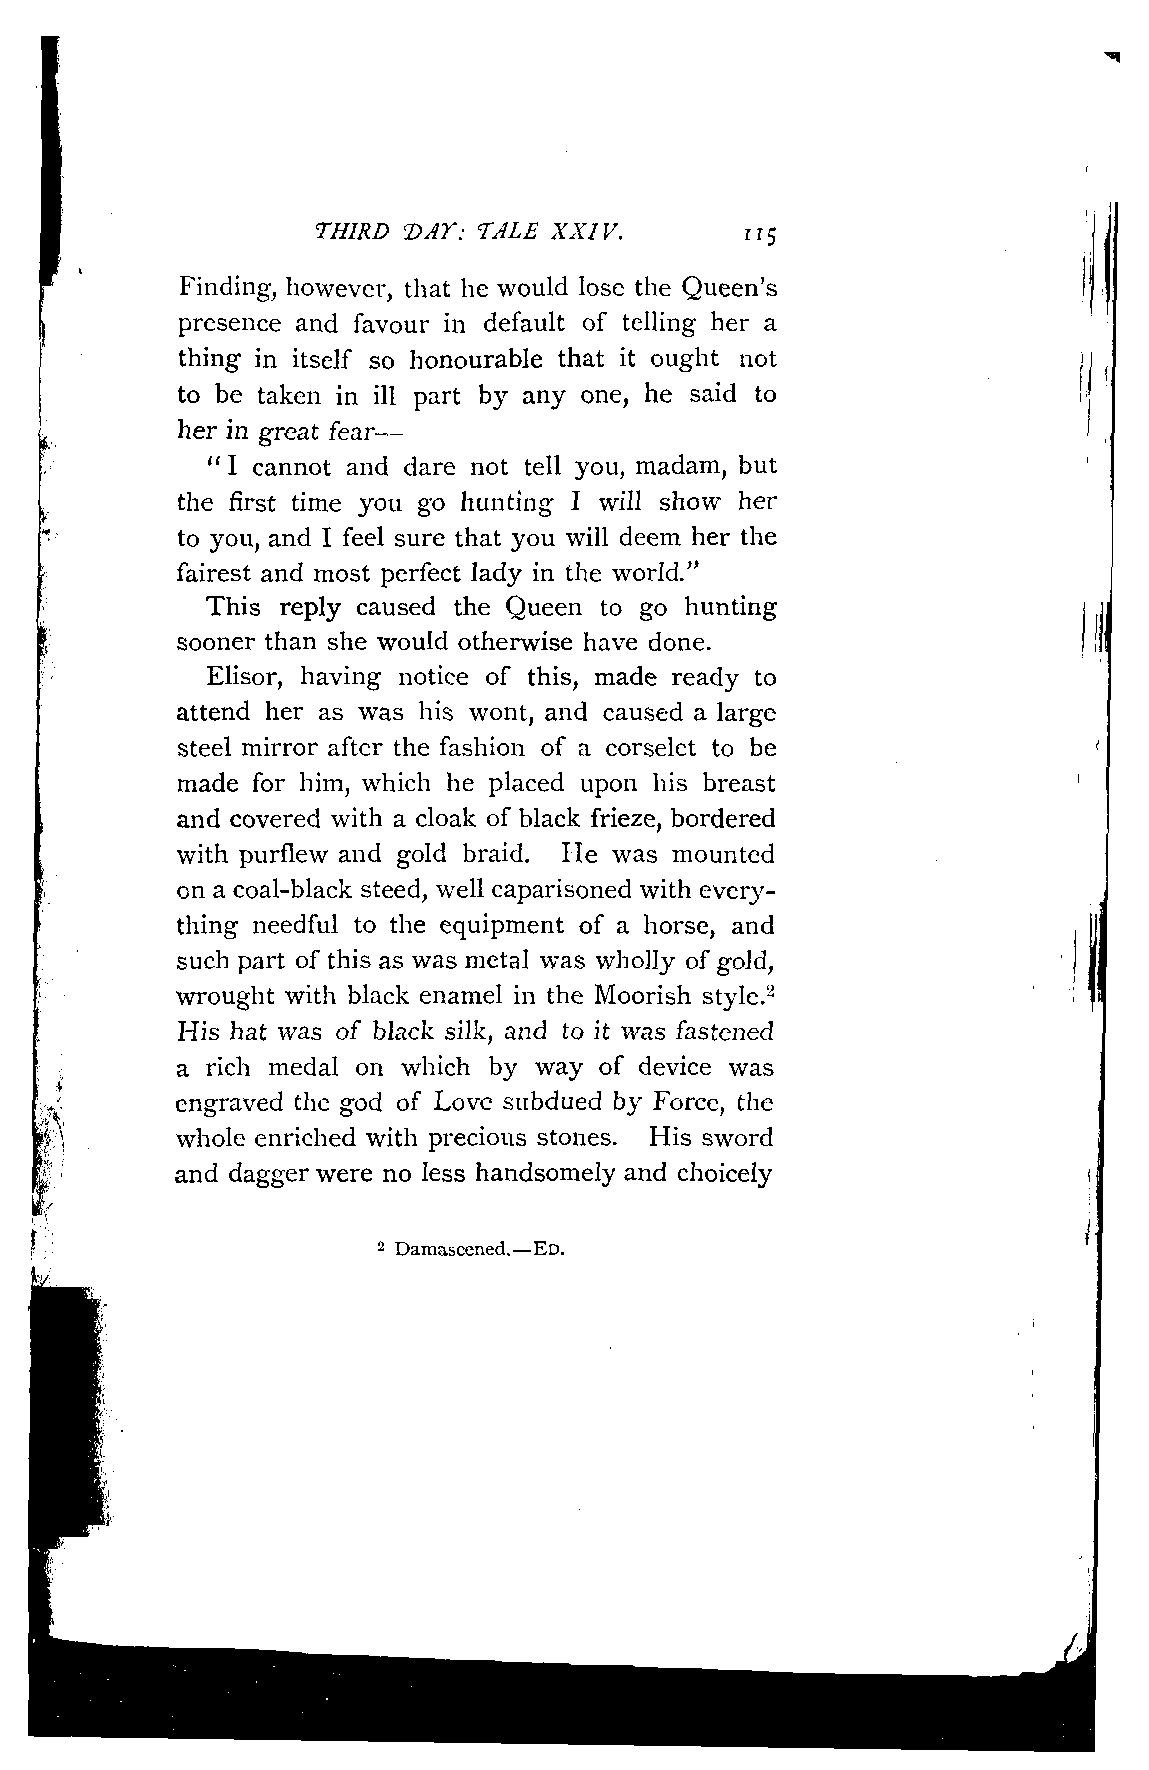 THIRD DAY: TALE XXIV. 115
Finding, however, that he would lose the Queen's
presence and favour in default of telling her a
thing in itself so honourable that it ought not
to be taken in ill part by any one, he said to
her in great fear—
"I cannot and dare not tell you, madam, but
the first time you go hunting I will show her
to you, and I feel sure that you will deem her the
fairest and most perfect lady in the world."
This reply caused the Queen to go hunting
sooner than she would otherwise have done.
Elisor, having notice of this, made ready to
attend her as was his wont, and caused a large
steel mirror after the fashion of a corselet to be
made for him, which he placed upon his breast
and covered with a cloak of black frieze, bordered
with purflew and gold braid. He was mounted
on a coal-black steed, well caparisoned with every-
thing needful to the equipment of a horse, and
such part of this as was metal was wholly of gold,
wrought with black enamel in the Moorish style.²
His hat was of black silk, and to it was fastened
a rich medal on which by way of device was
engraved the god of Love subdued by Force, the
whole enriched with precious stones. His sword
and dagger were no less handsomely and choicely
² Damascened.—ED.